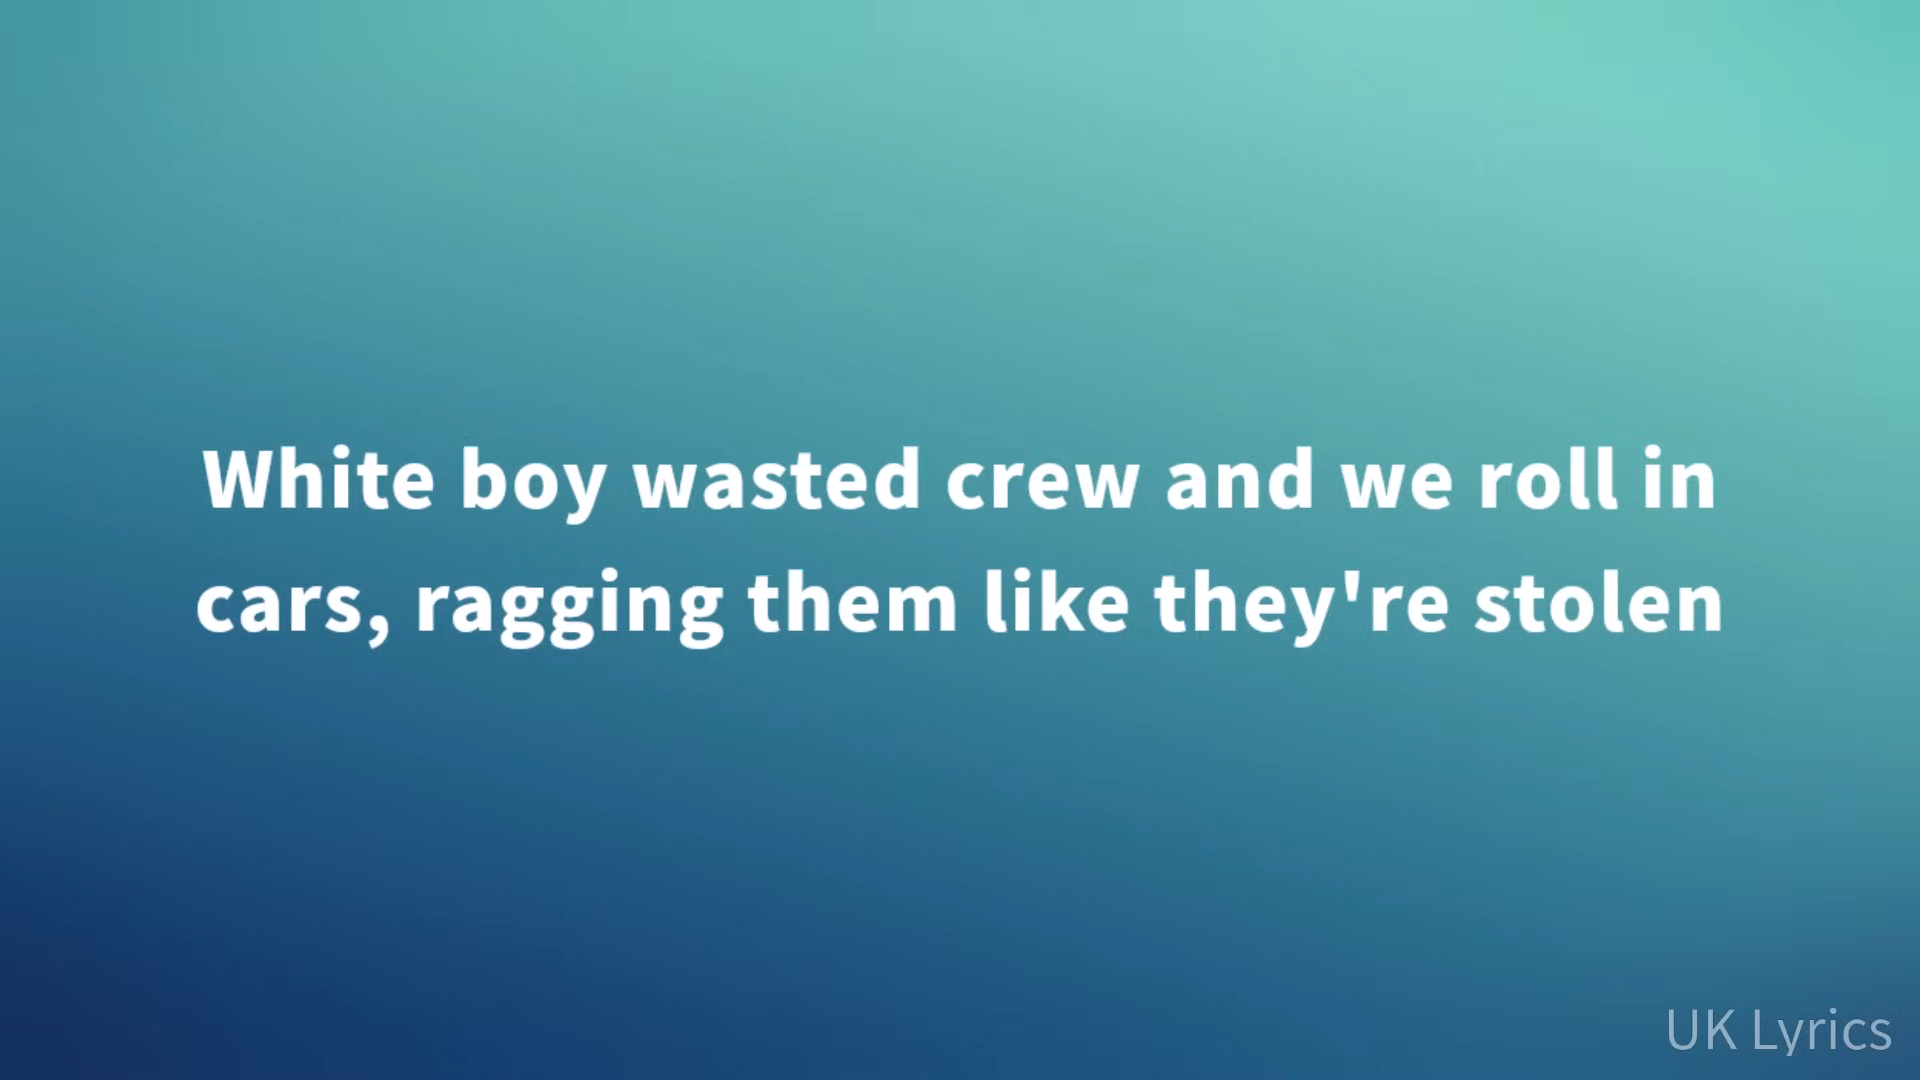 White boy wasted crew and we roll in
cars, ragging them like they're stolen
UK Lyrics